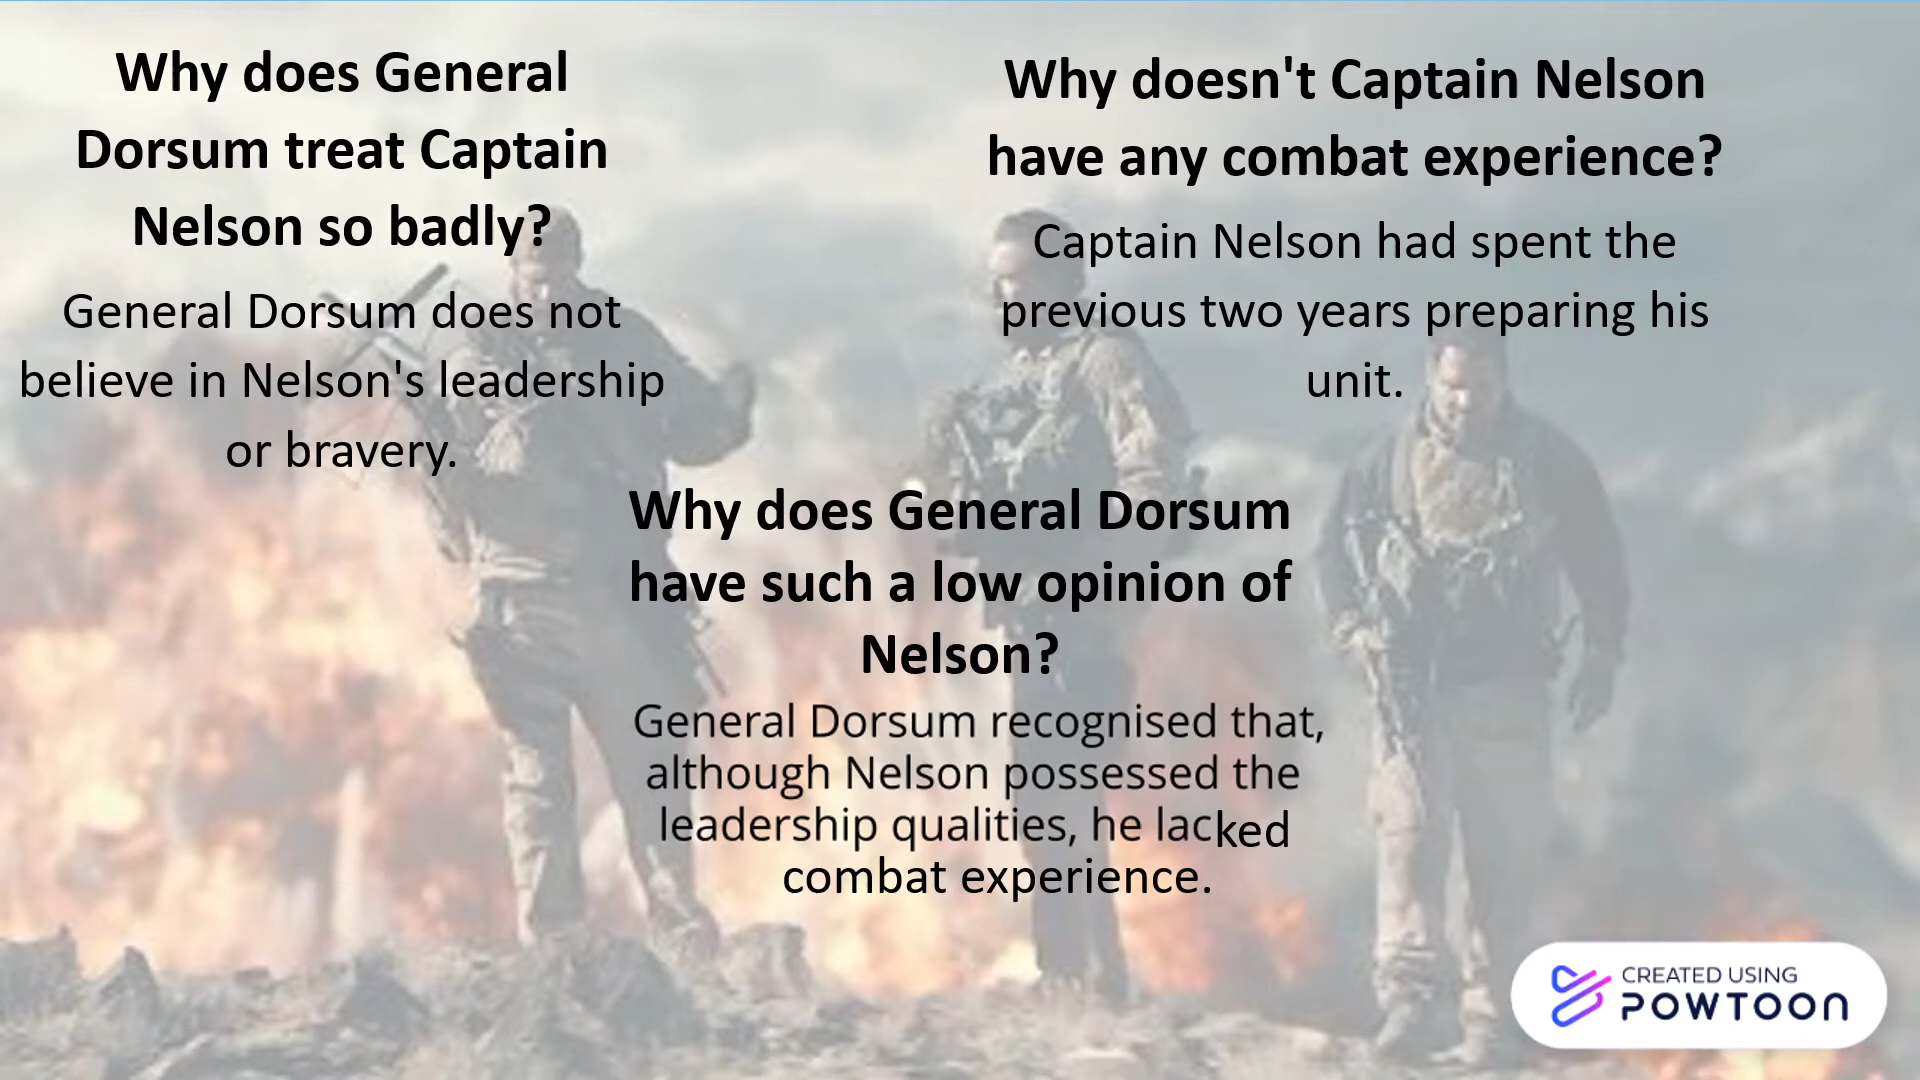 Why does General
Dorsum treat Captain
Nelson so badly?
General Dorsum does not
believe in Nelson's leadership
or bravery.
Why doesn't Captain Nelson
have any combat experience?
Captain Nelson had spent the
previous two years preparing his
unit.
Why does General Dorsum
have such a low opinion of
Nelson?
General Dorsum recognised that,
although Nelson possessed the
leadership qualities, he lacked
combat experience.
CREATED USING
POWTOON